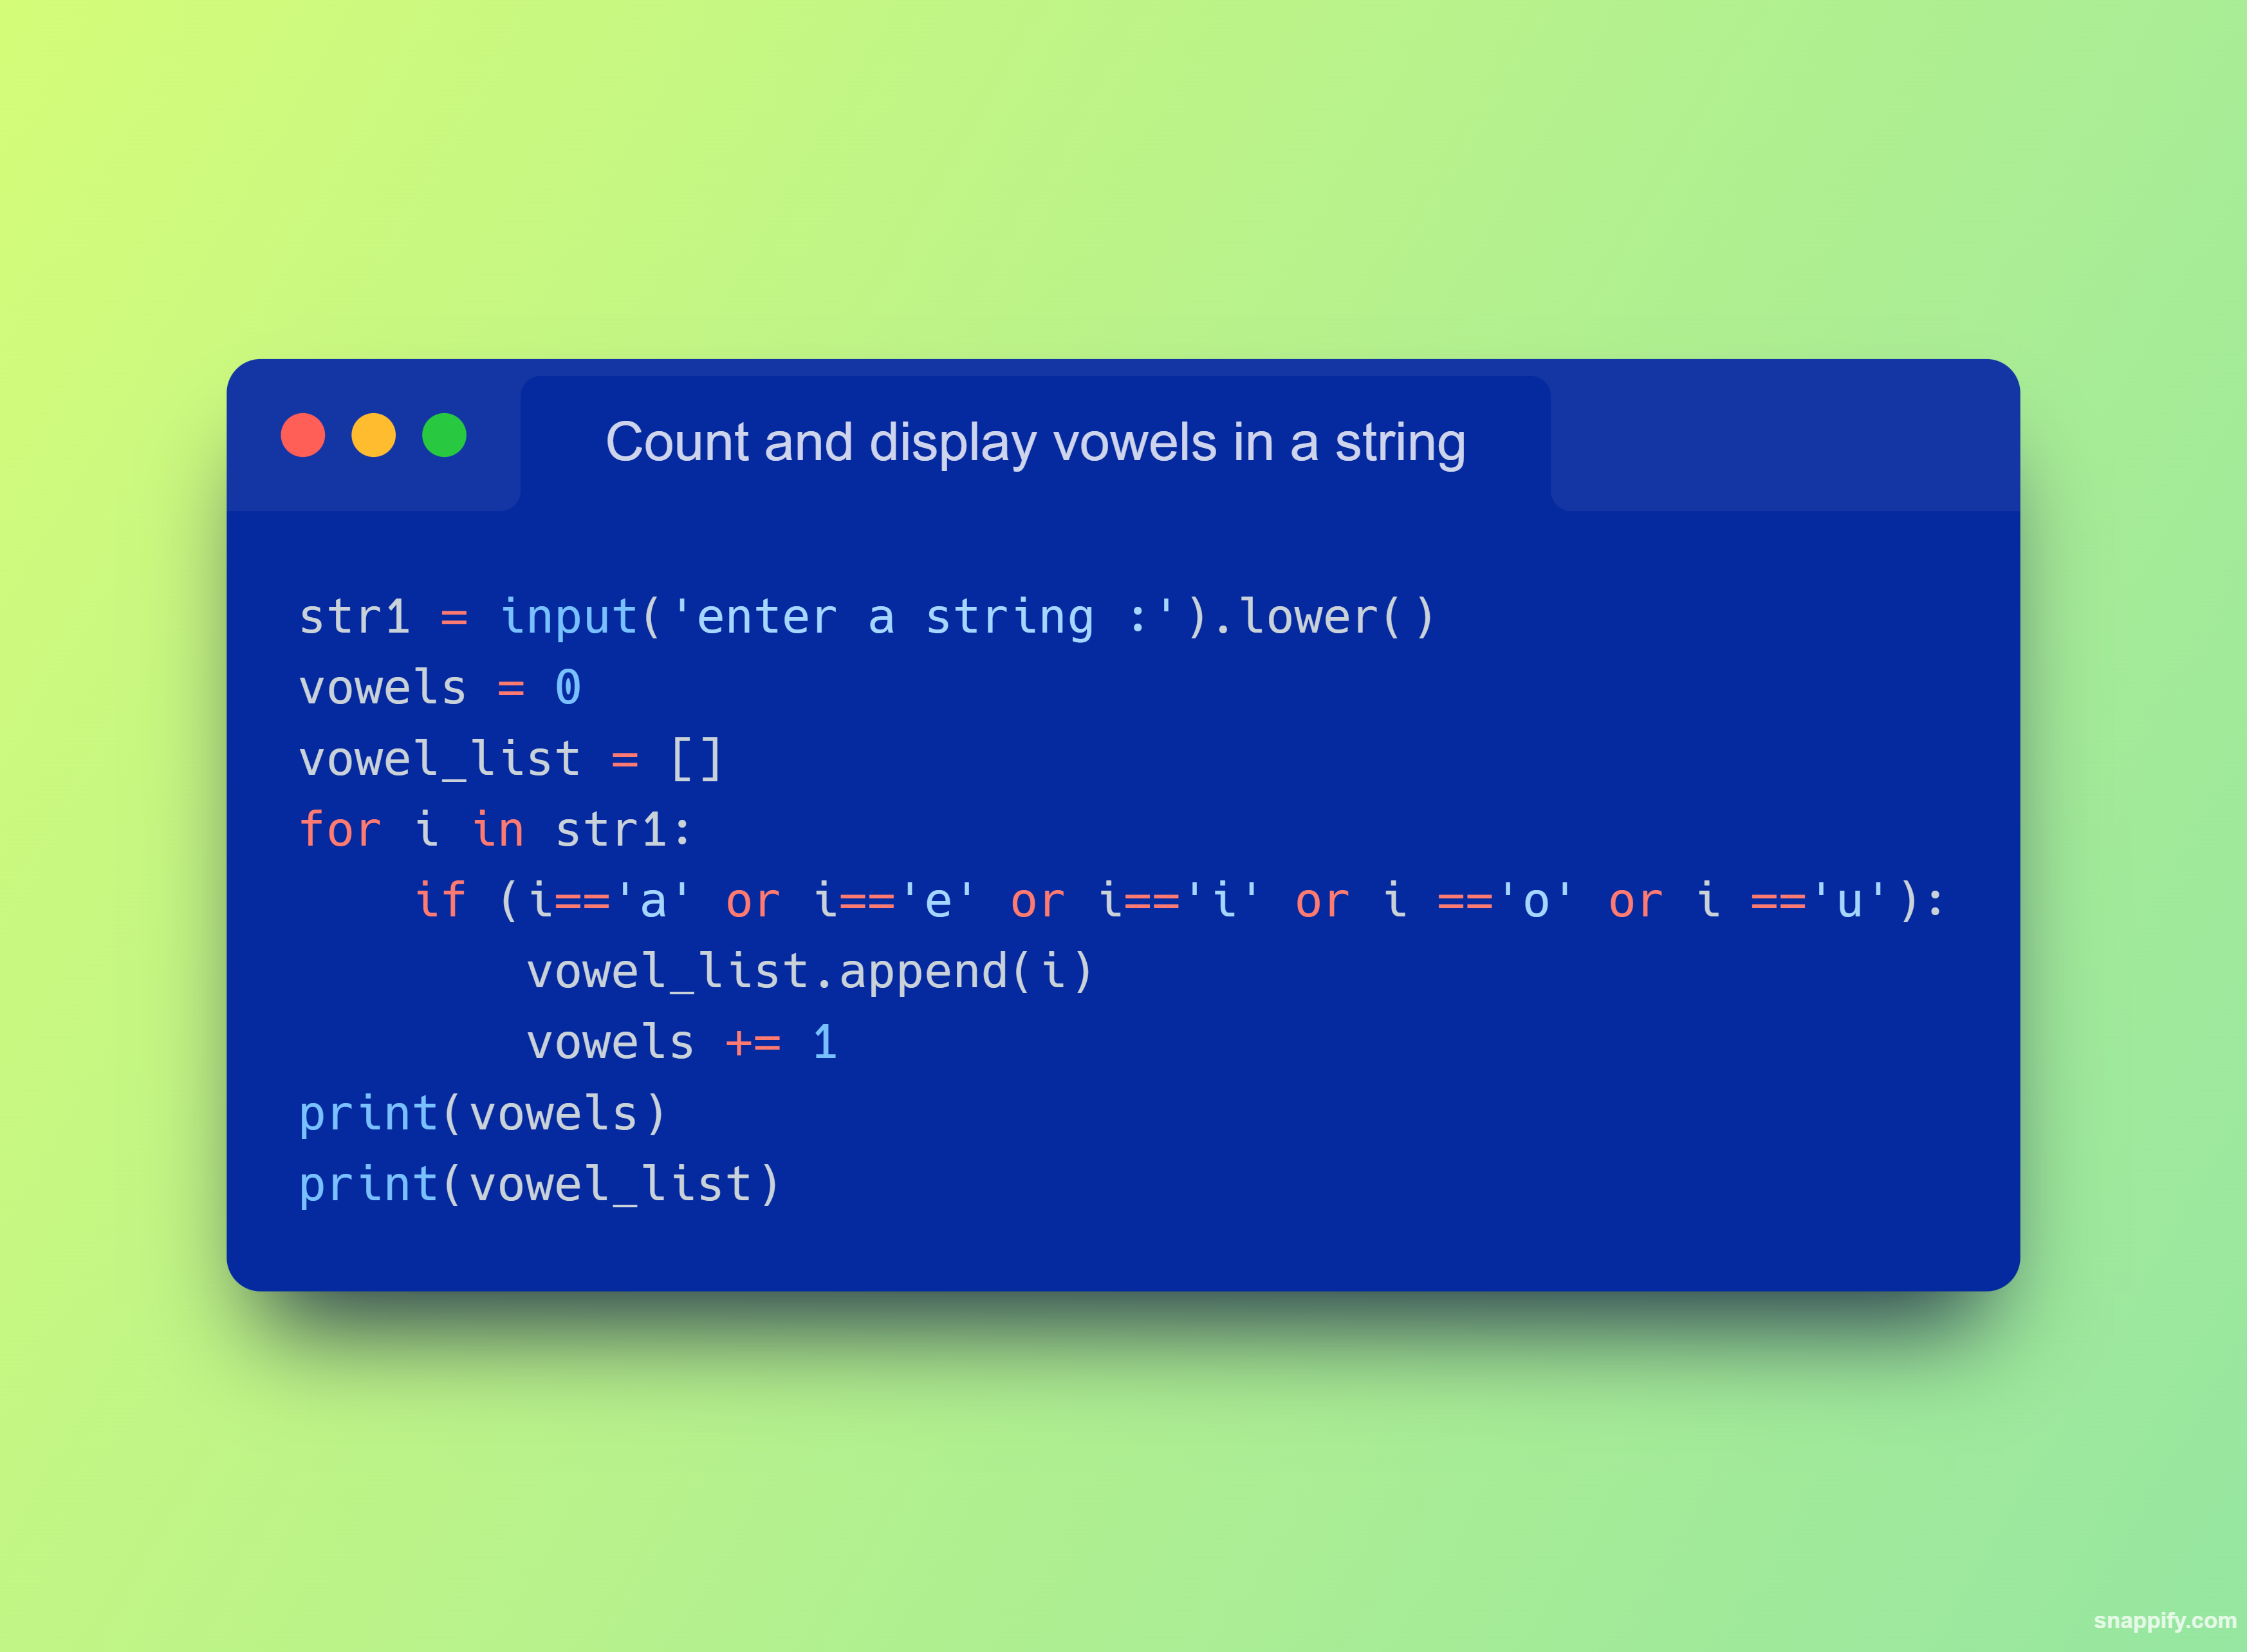 Count and display vowels in a string
str1 = input('enter a string :').lower()
vowels = 0
vowel_list = []
for i in str1:
    if (i=='a' or i=='e' or i=='i' or i =='o' or i =='u'):
        vowel_list.append(i)
        vowels += 1
print(vowels)
print(vowel_list)
snappify.com